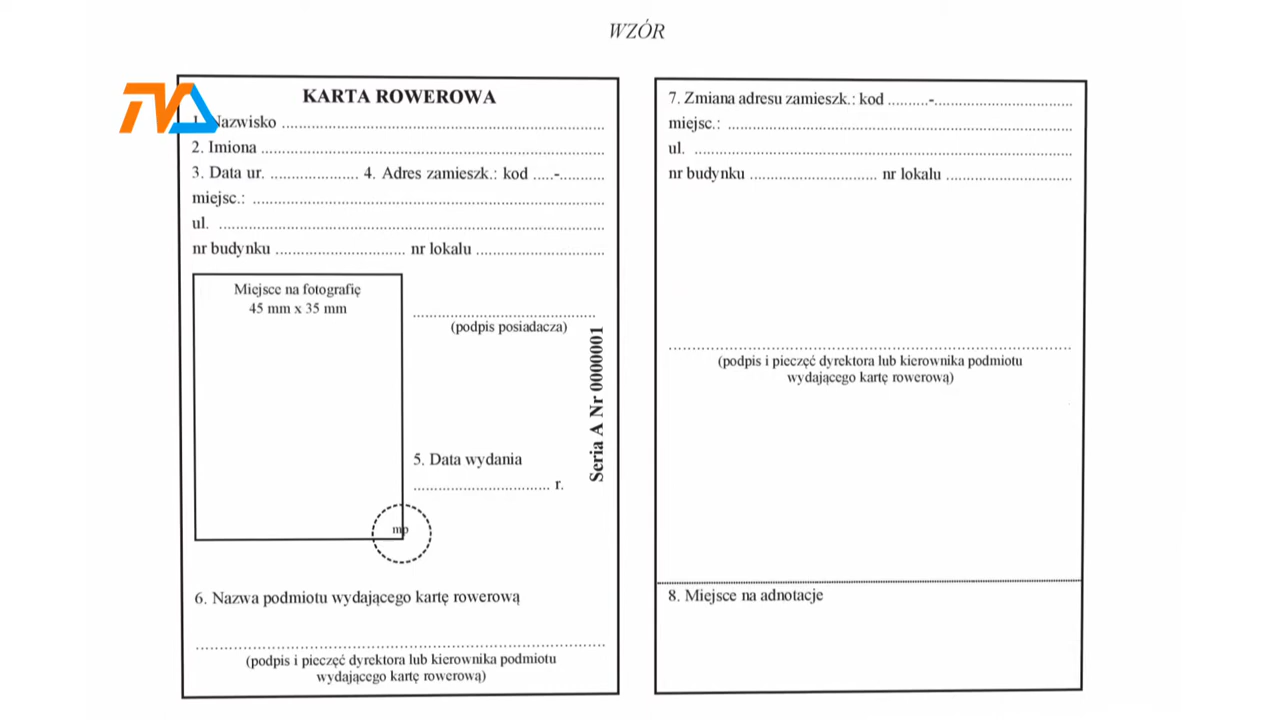 WZÓR
TVA
KARTA ROWEROWA
1. Nazwisko ........................................................................
2. Imiona ............................................................................
3. Data ur. .................... 4. Adres zamieszk.: kod .....-..........
miejsc.: ..............................................................................
ul. ......................................................................................
nr budynku ............................. nr lokalu .............................
Miejsce na fotografię
45 mm x 35 mm
.........................................
(podpis posiadacza)
Seria A Nr 0000001
5. Data wydania
............................... r.
mp
6. Nazwa podmiotu wydającego kartę rowerową
...........................................................................................
(podpis i pieczęć dyrektora lub kierownika podmiotu
wydającego kartę rowerową)
7. Zmiana adresu zamieszk.: kod .........-...............................
miejsc.: ..............................................................................
ul. ......................................................................................
nr budynku ............................. nr lokalu ............................
...........................................................................................
(podpis i pieczęć dyrektora lub kierownika podmiotu
wydającego kartę rowerową)
8. Miejsce na adnotacje